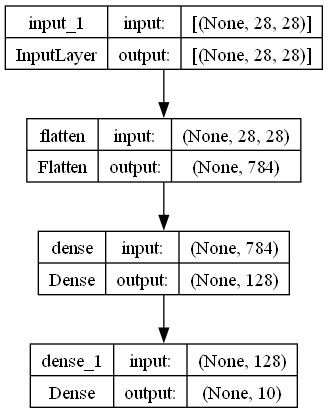 input_1 input: [(None, 28, 28)]
InputLayer output: [(None, 28, 28)]
flatten input: (None, 28, 28)
Flatten output: (None, 784)
dense input: (None, 784)
Dense output: (None, 128)
dense_1 input: (None, 128)
Dense output: (None, 10)